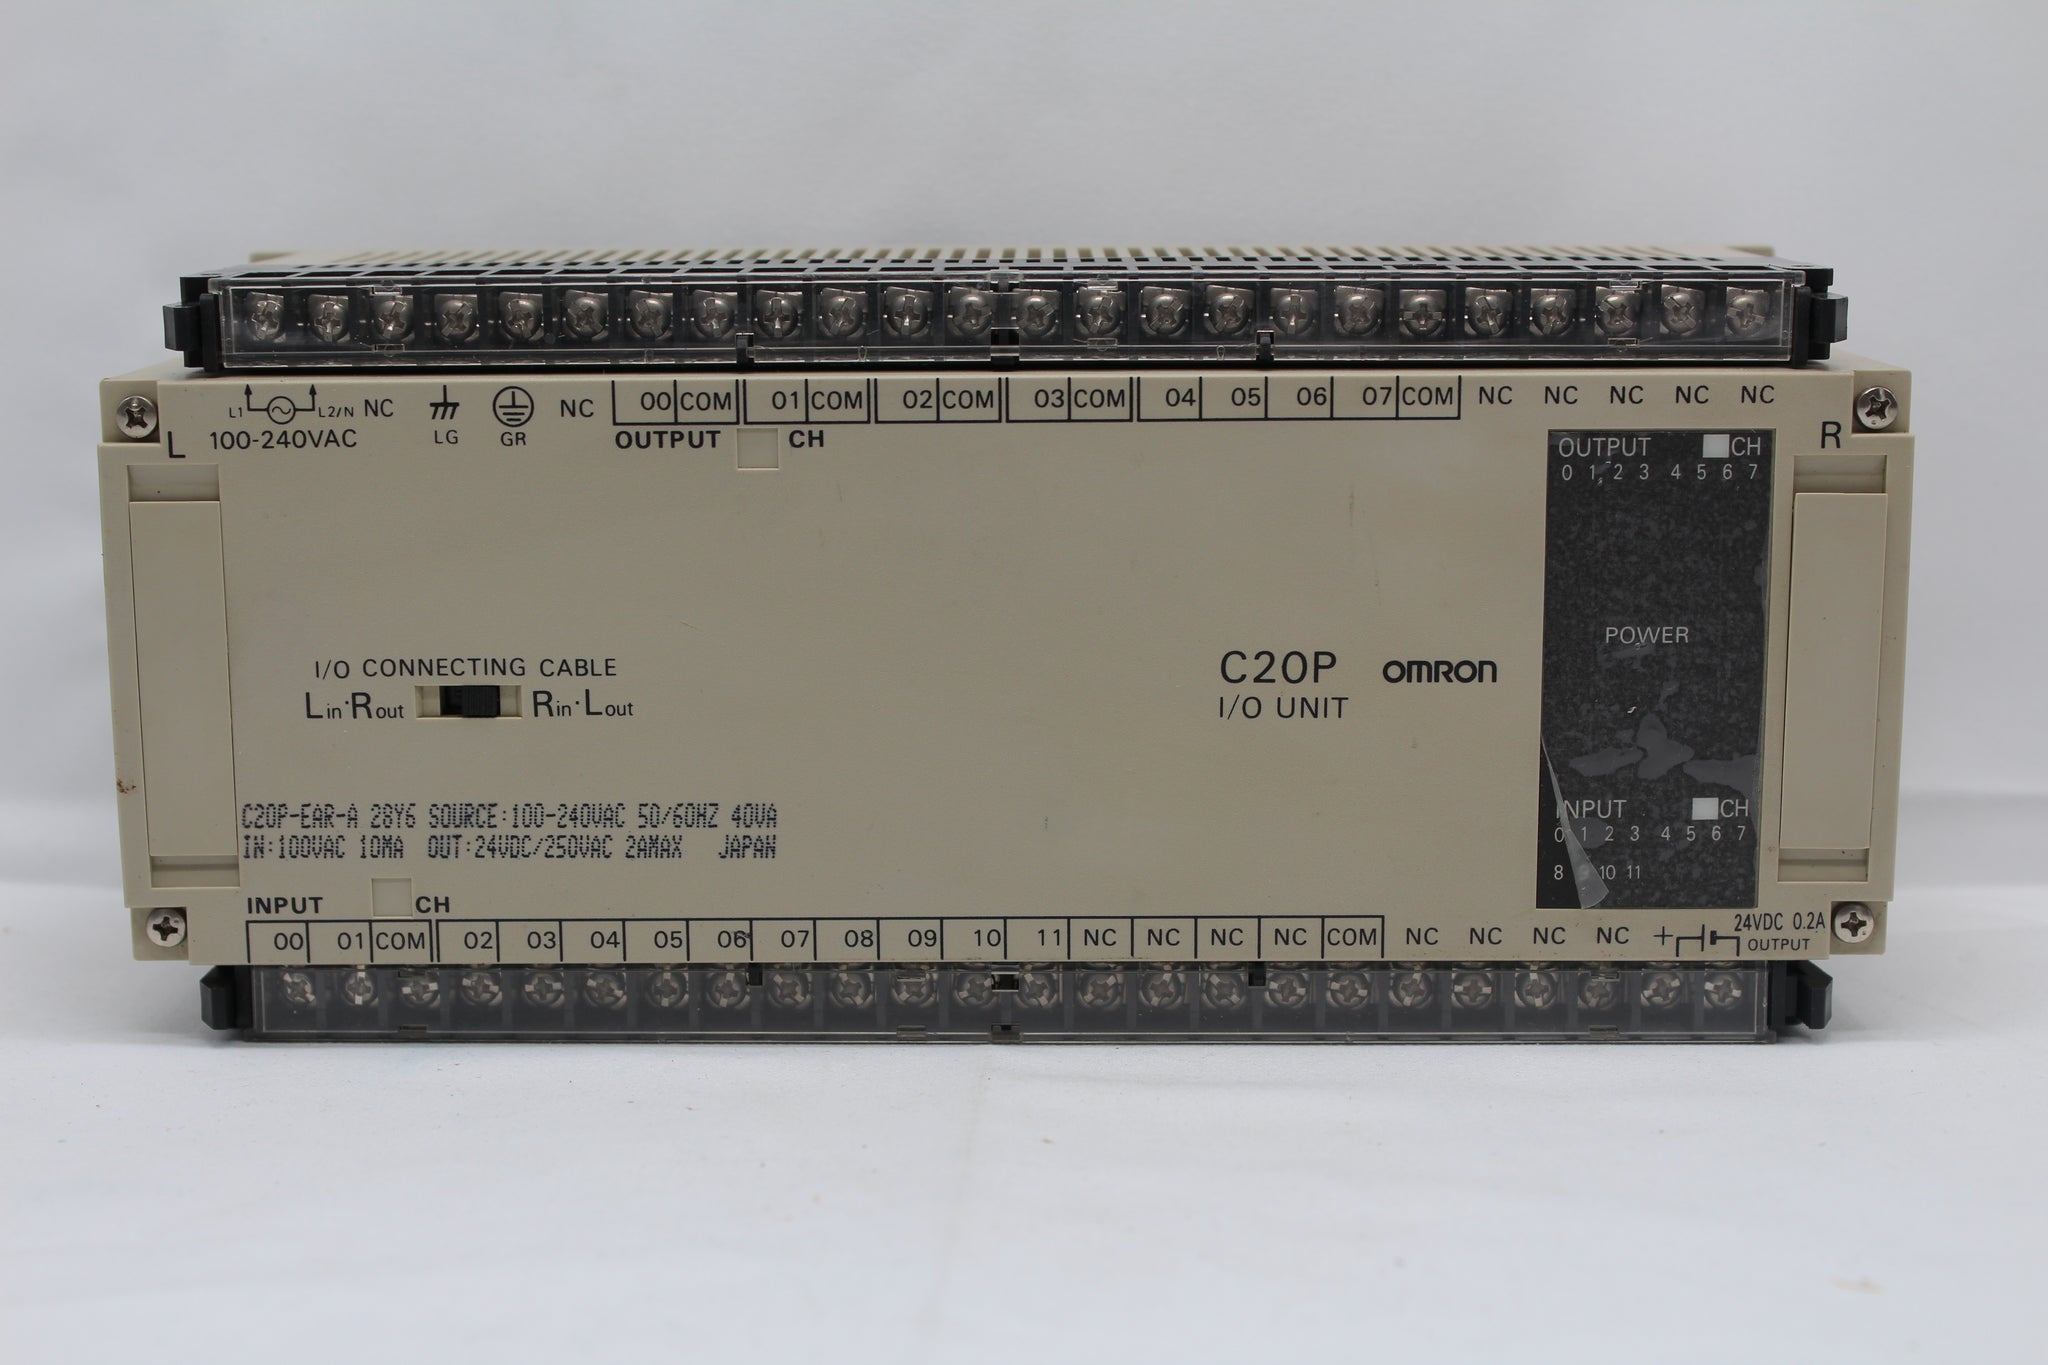 L1 L2/N NC LG GR NC 00 COM 01 COM 02 COM 03 COM 04 05 06 07 COM NC NC NC NC NC
L 100-240VAC OUTPUT CH R
OUTPUT CH
0 1 2 3 4 5 6 7
POWER
I/O CONNECTING CABLE
Lin·Rout Rin·Lout
C20P OMRON
I/O UNIT
C20P-EAR-A 28Y6 SOURCE:100-240VAC 50/60HZ 40VA
IN:100VAC 10MA OUT:24VDC/250VAC 2AMAX JAPAN
INPUT CH
0 1 2 3 4 5 6 7
8 9 10 11
INPUT CH
24VDC 0.2A
OUTPUT
00 01 COM 02 03 04 05 06 07 08 09 10 11 NC NC NC NC COM NC NC NC NC +